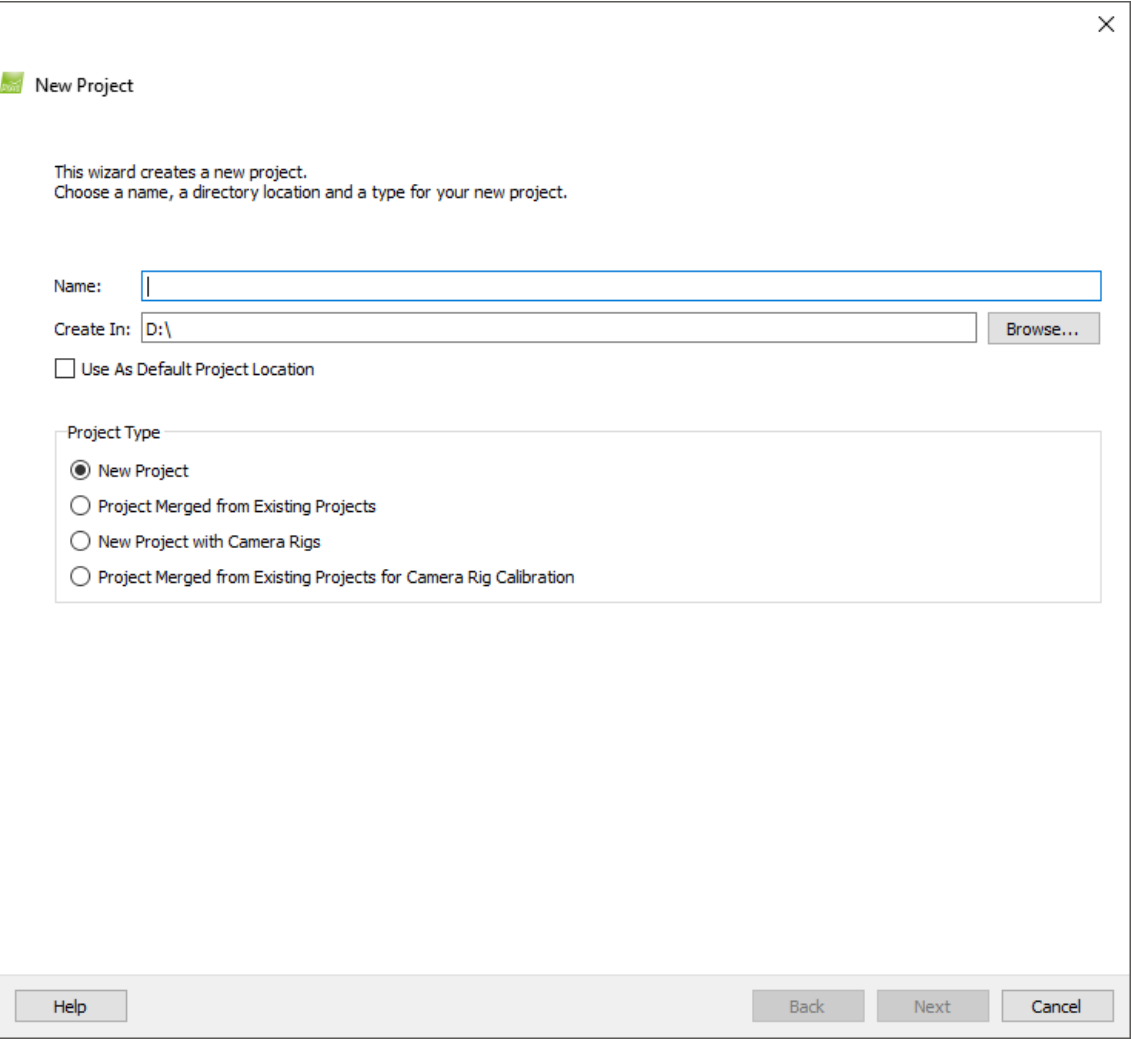 New Project
This wizard creates a new project.
Choose a name, a directory location and a type for your new project.
Name:
Create In: D:\ Browse...
Use As Default Project Location
Project Type
New Project
Project Merged from Existing Projects
New Project with Camera Rigs
Project Merged from Existing Projects for Camera Rig Calibration
Help Back Next Cancel